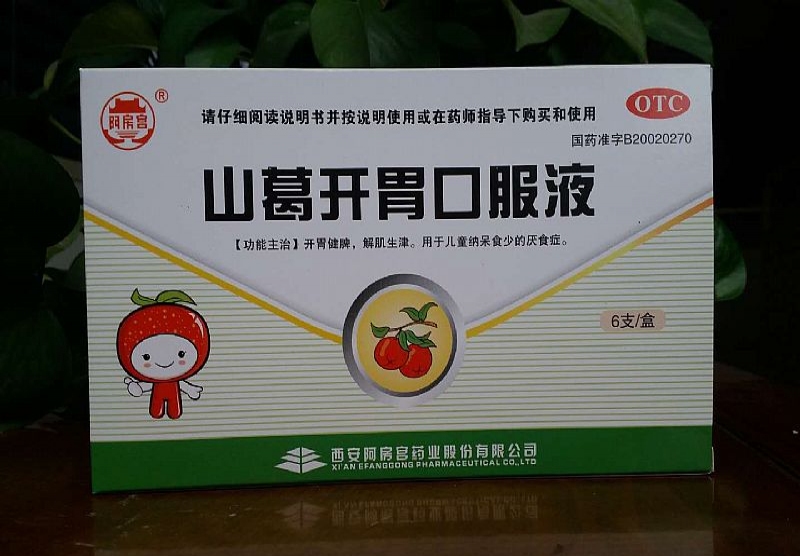 阿房宫
®
请仔细阅读说明书并按说明使用或在药师指导下购买和使用
OTC
国药准字B20020270
山葛开胃口服液
【功能主治】开胃健脾，解肌生津。用于儿童纳呆食少的厌食症。
6支/盒
西安阿房宫药业股份有限公司
XI'AN EFANGGONG PHARMACEUTICAL CO.,LTD